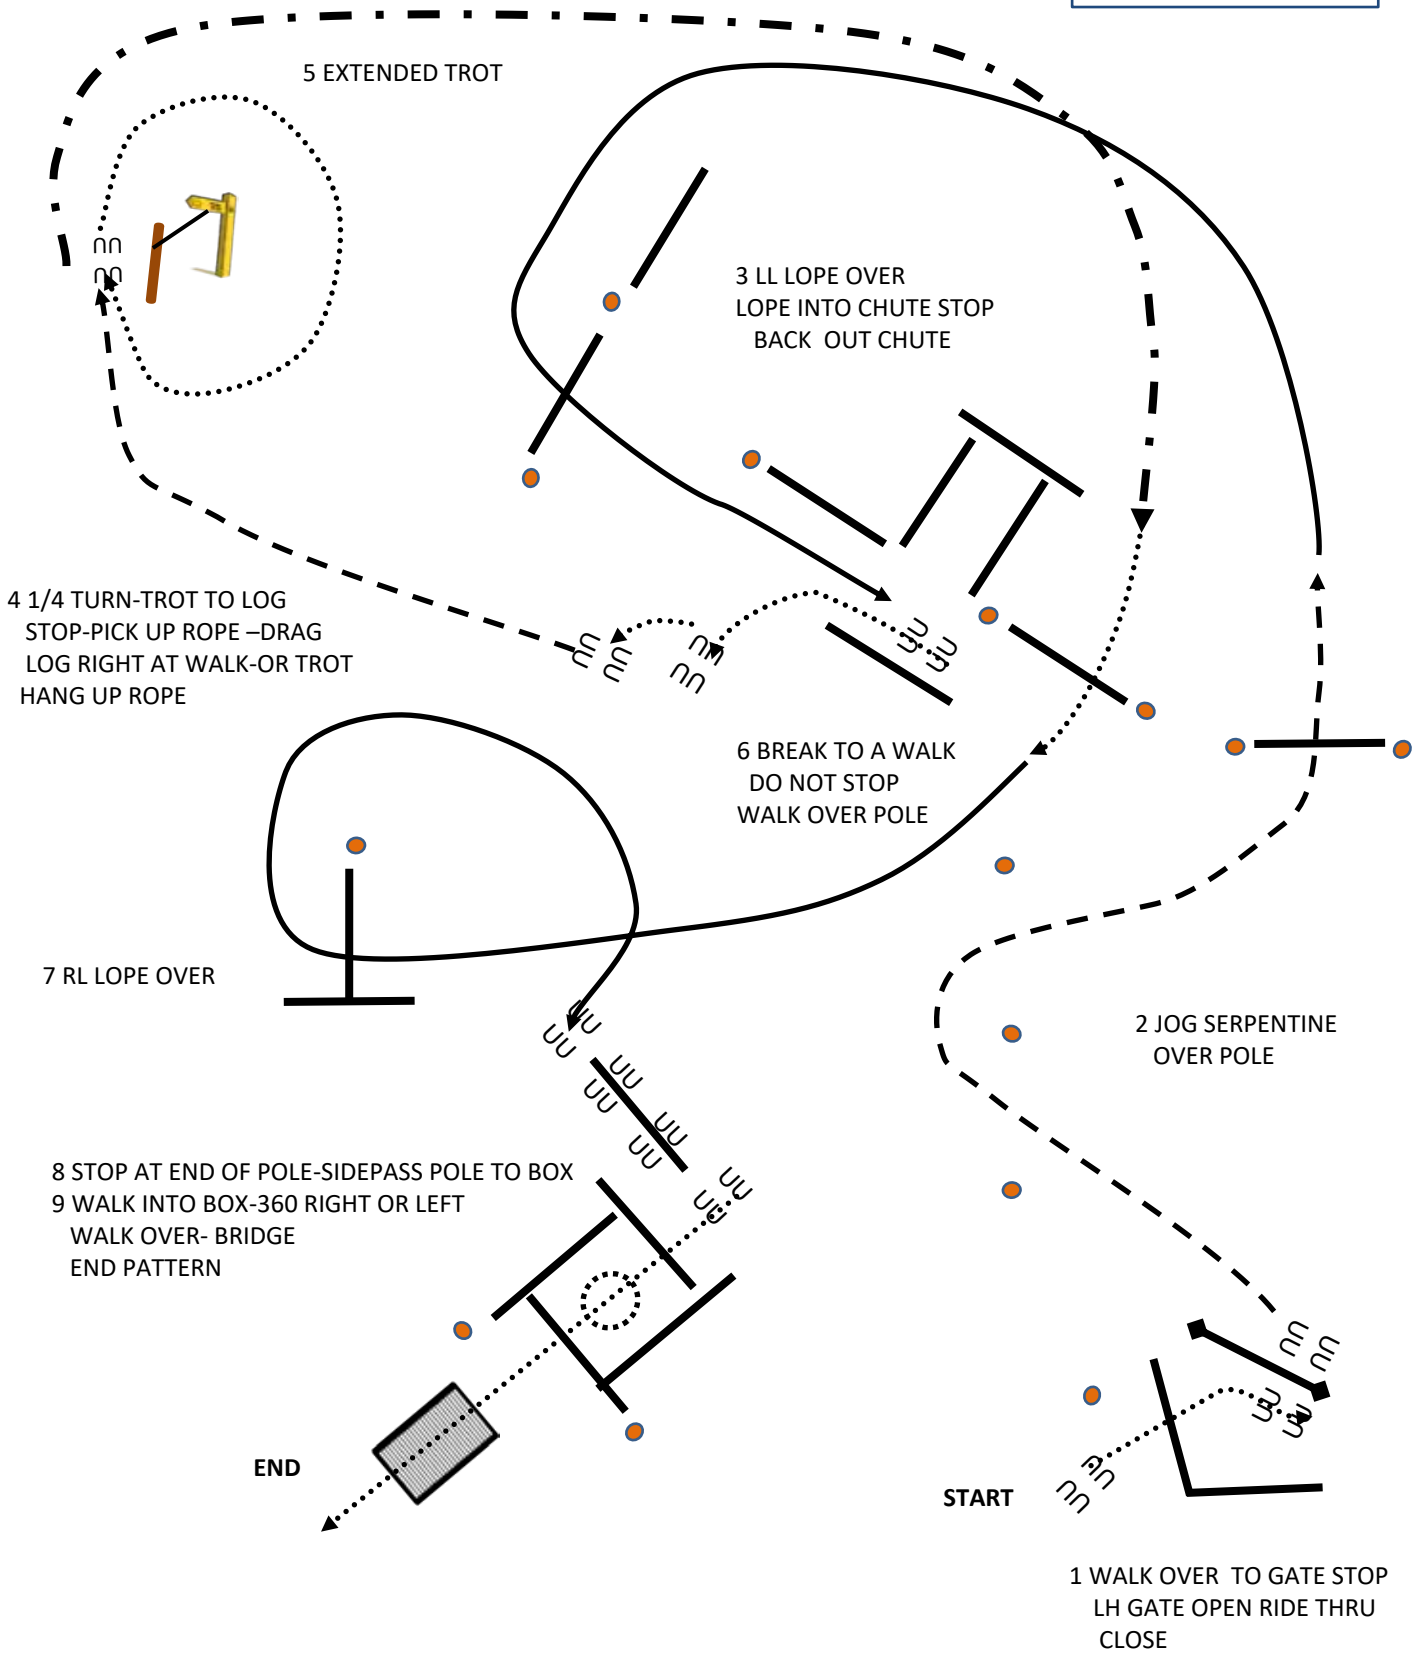 5 EXTENDED TROT
3 LL LOPE OVER
LOPE INTO CHUTE STOP
BACK OUT CHUTE
4 1/4 TURN-TROT TO LOG
STOP-PICK UP ROPE –DRAG
LOG RIGHT AT WALK-OR TROT
HANG UP ROPE
6 BREAK TO A WALK
DO NOT STOP
WALK OVER POLE
7 RL LOPE OVER
2 JOG SERPENTINE
OVER POLE
8 STOP AT END OF POLE-SIDEPASS POLE TO BOX
9 WALK INTO BOX-360 RIGHT OR LEFT
WALK OVER- BRIDGE
END PATTERN
END
START
1 WALK OVER TO GATE STOP
LH GATE OPEN RIDE THRU
CLOSE